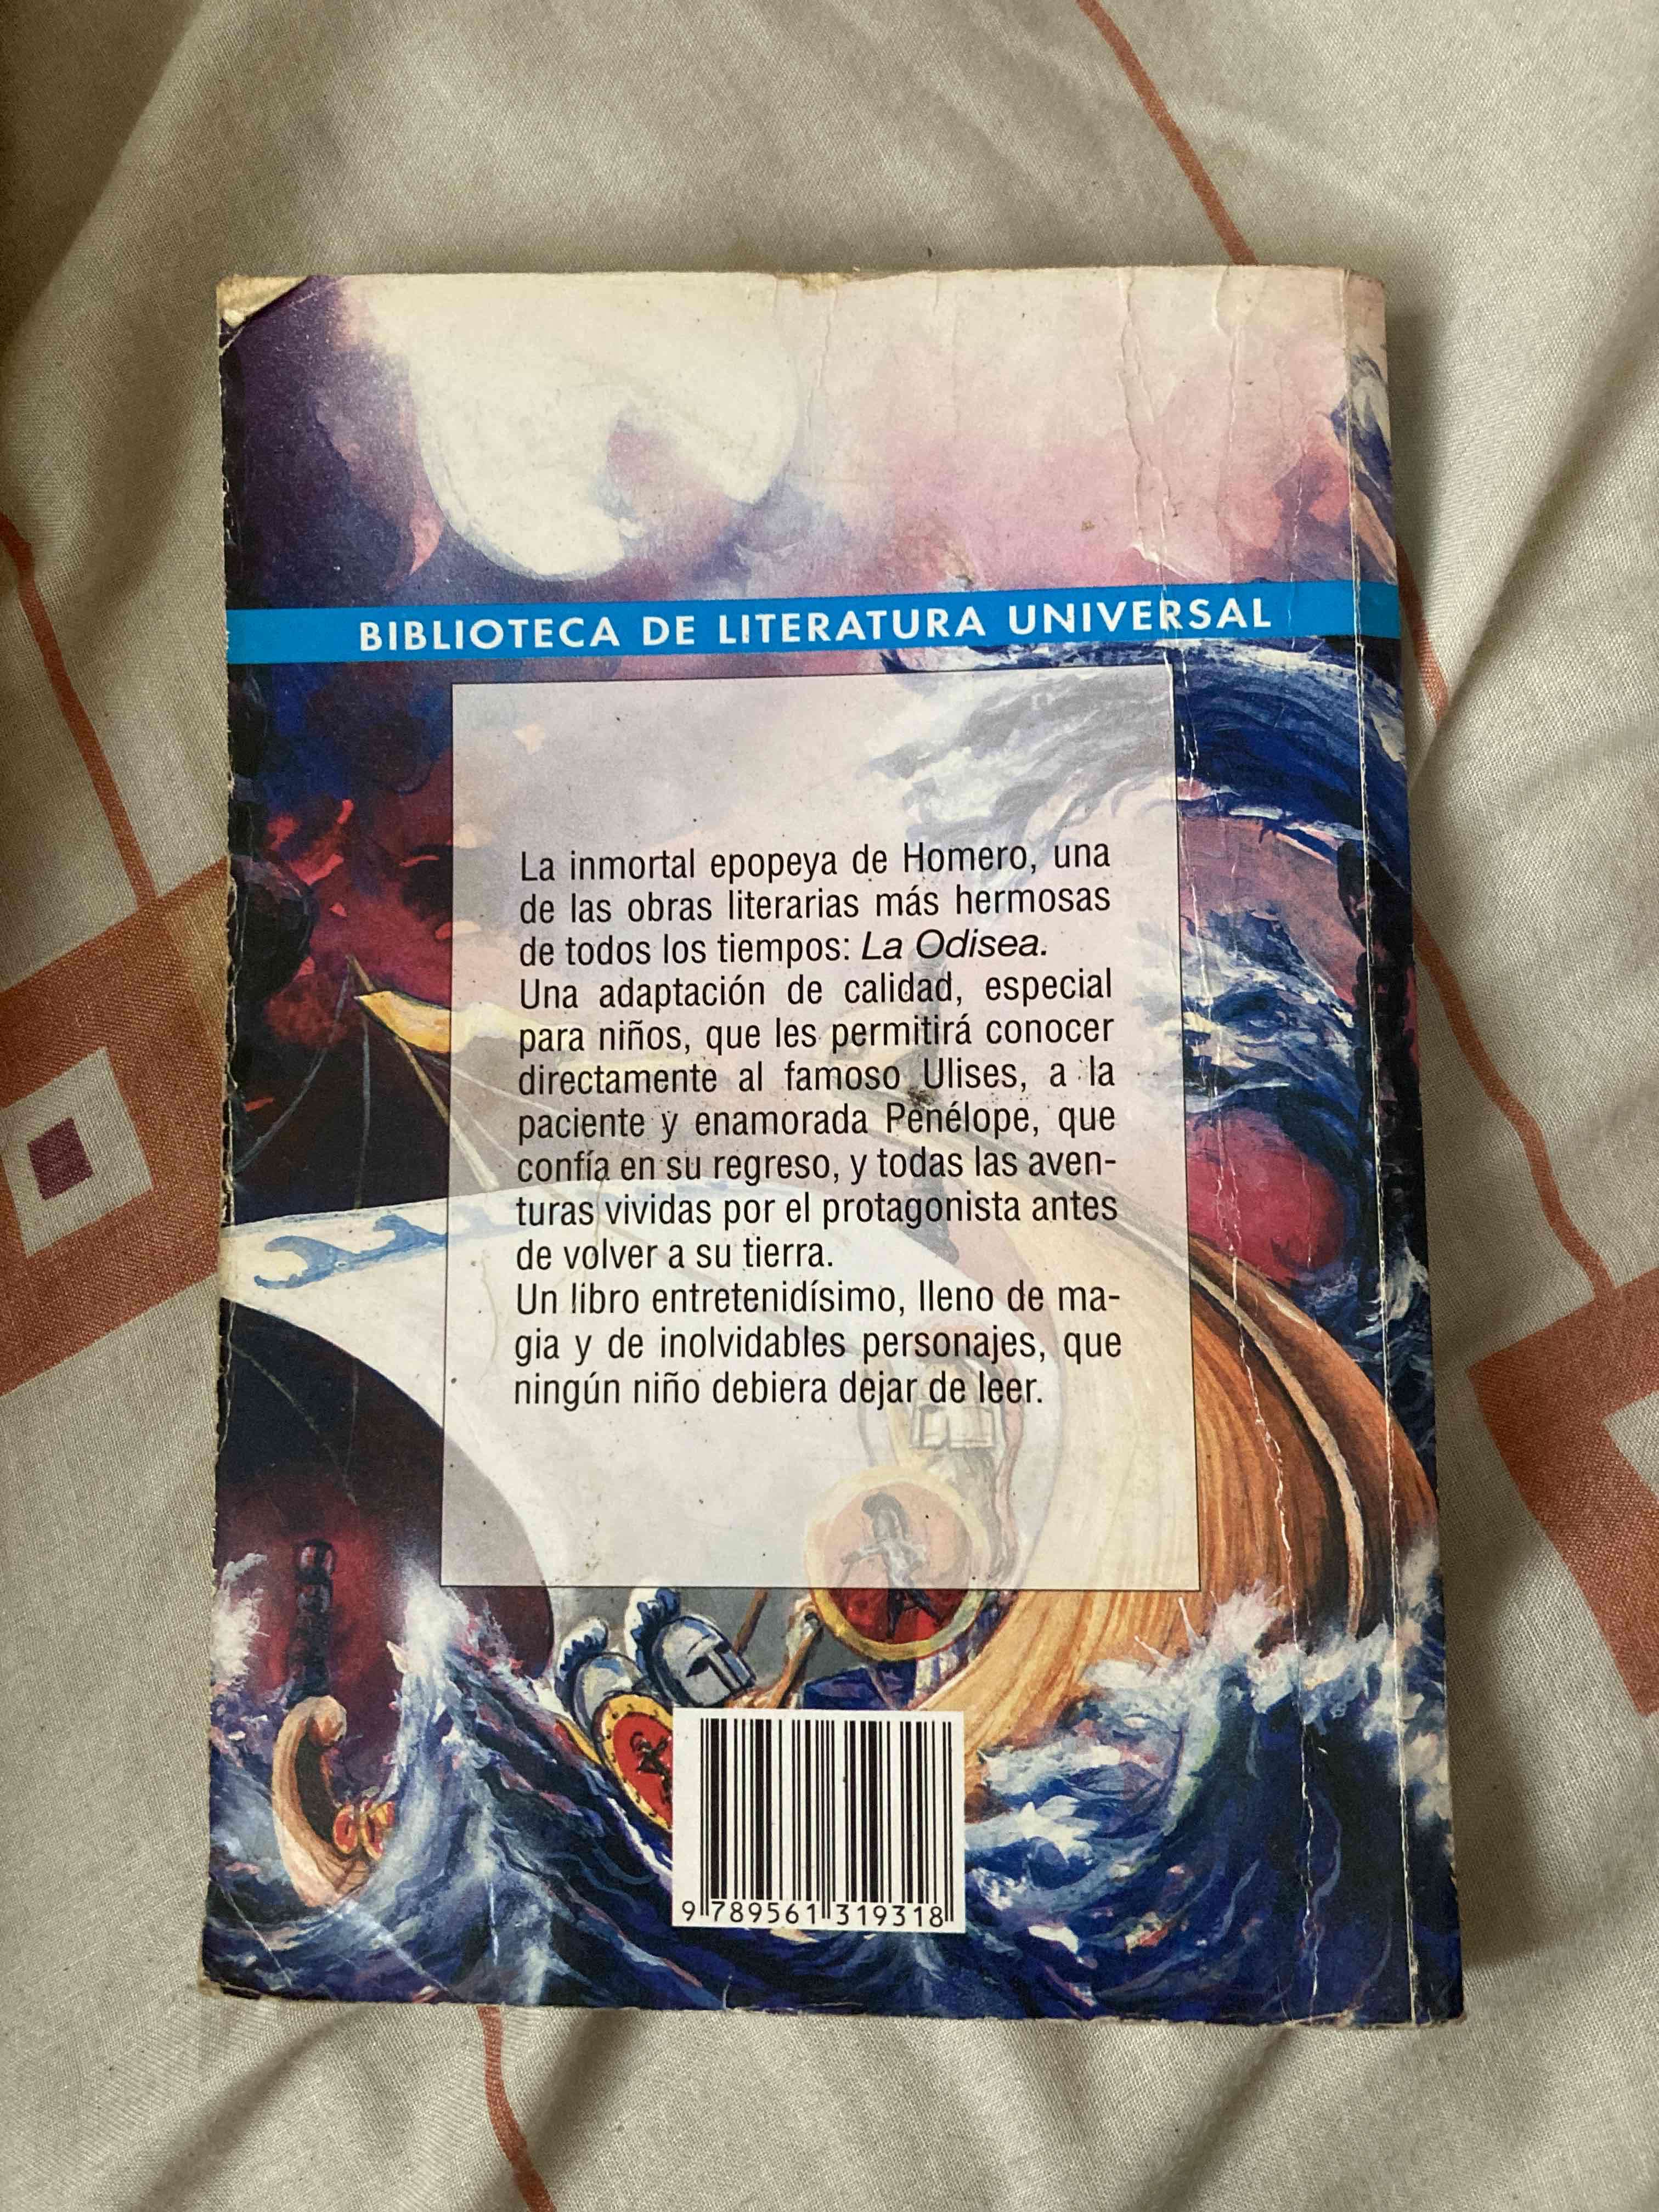 BIBLIOTECA DE LITERATURA UNIVERSAL
La inmortal epopeya de Homero, una
de las obras literarias más hermosas
de todos los tiempos: La Odisea.
Una adaptación de calidad, especial
para niños, que les permitirá conocer
directamente al famoso Ulises, a la
paciente y enamorada Penélope, que
confía en su regreso, y todas las aven-
turas vividas por el protagonista antes
de volver a su tierra.
Un libro entretenidísimo, lleno de ma-
gia y de inolvidables personajes, que
ningún niño debiera dejar de leer.
9 789561 319318